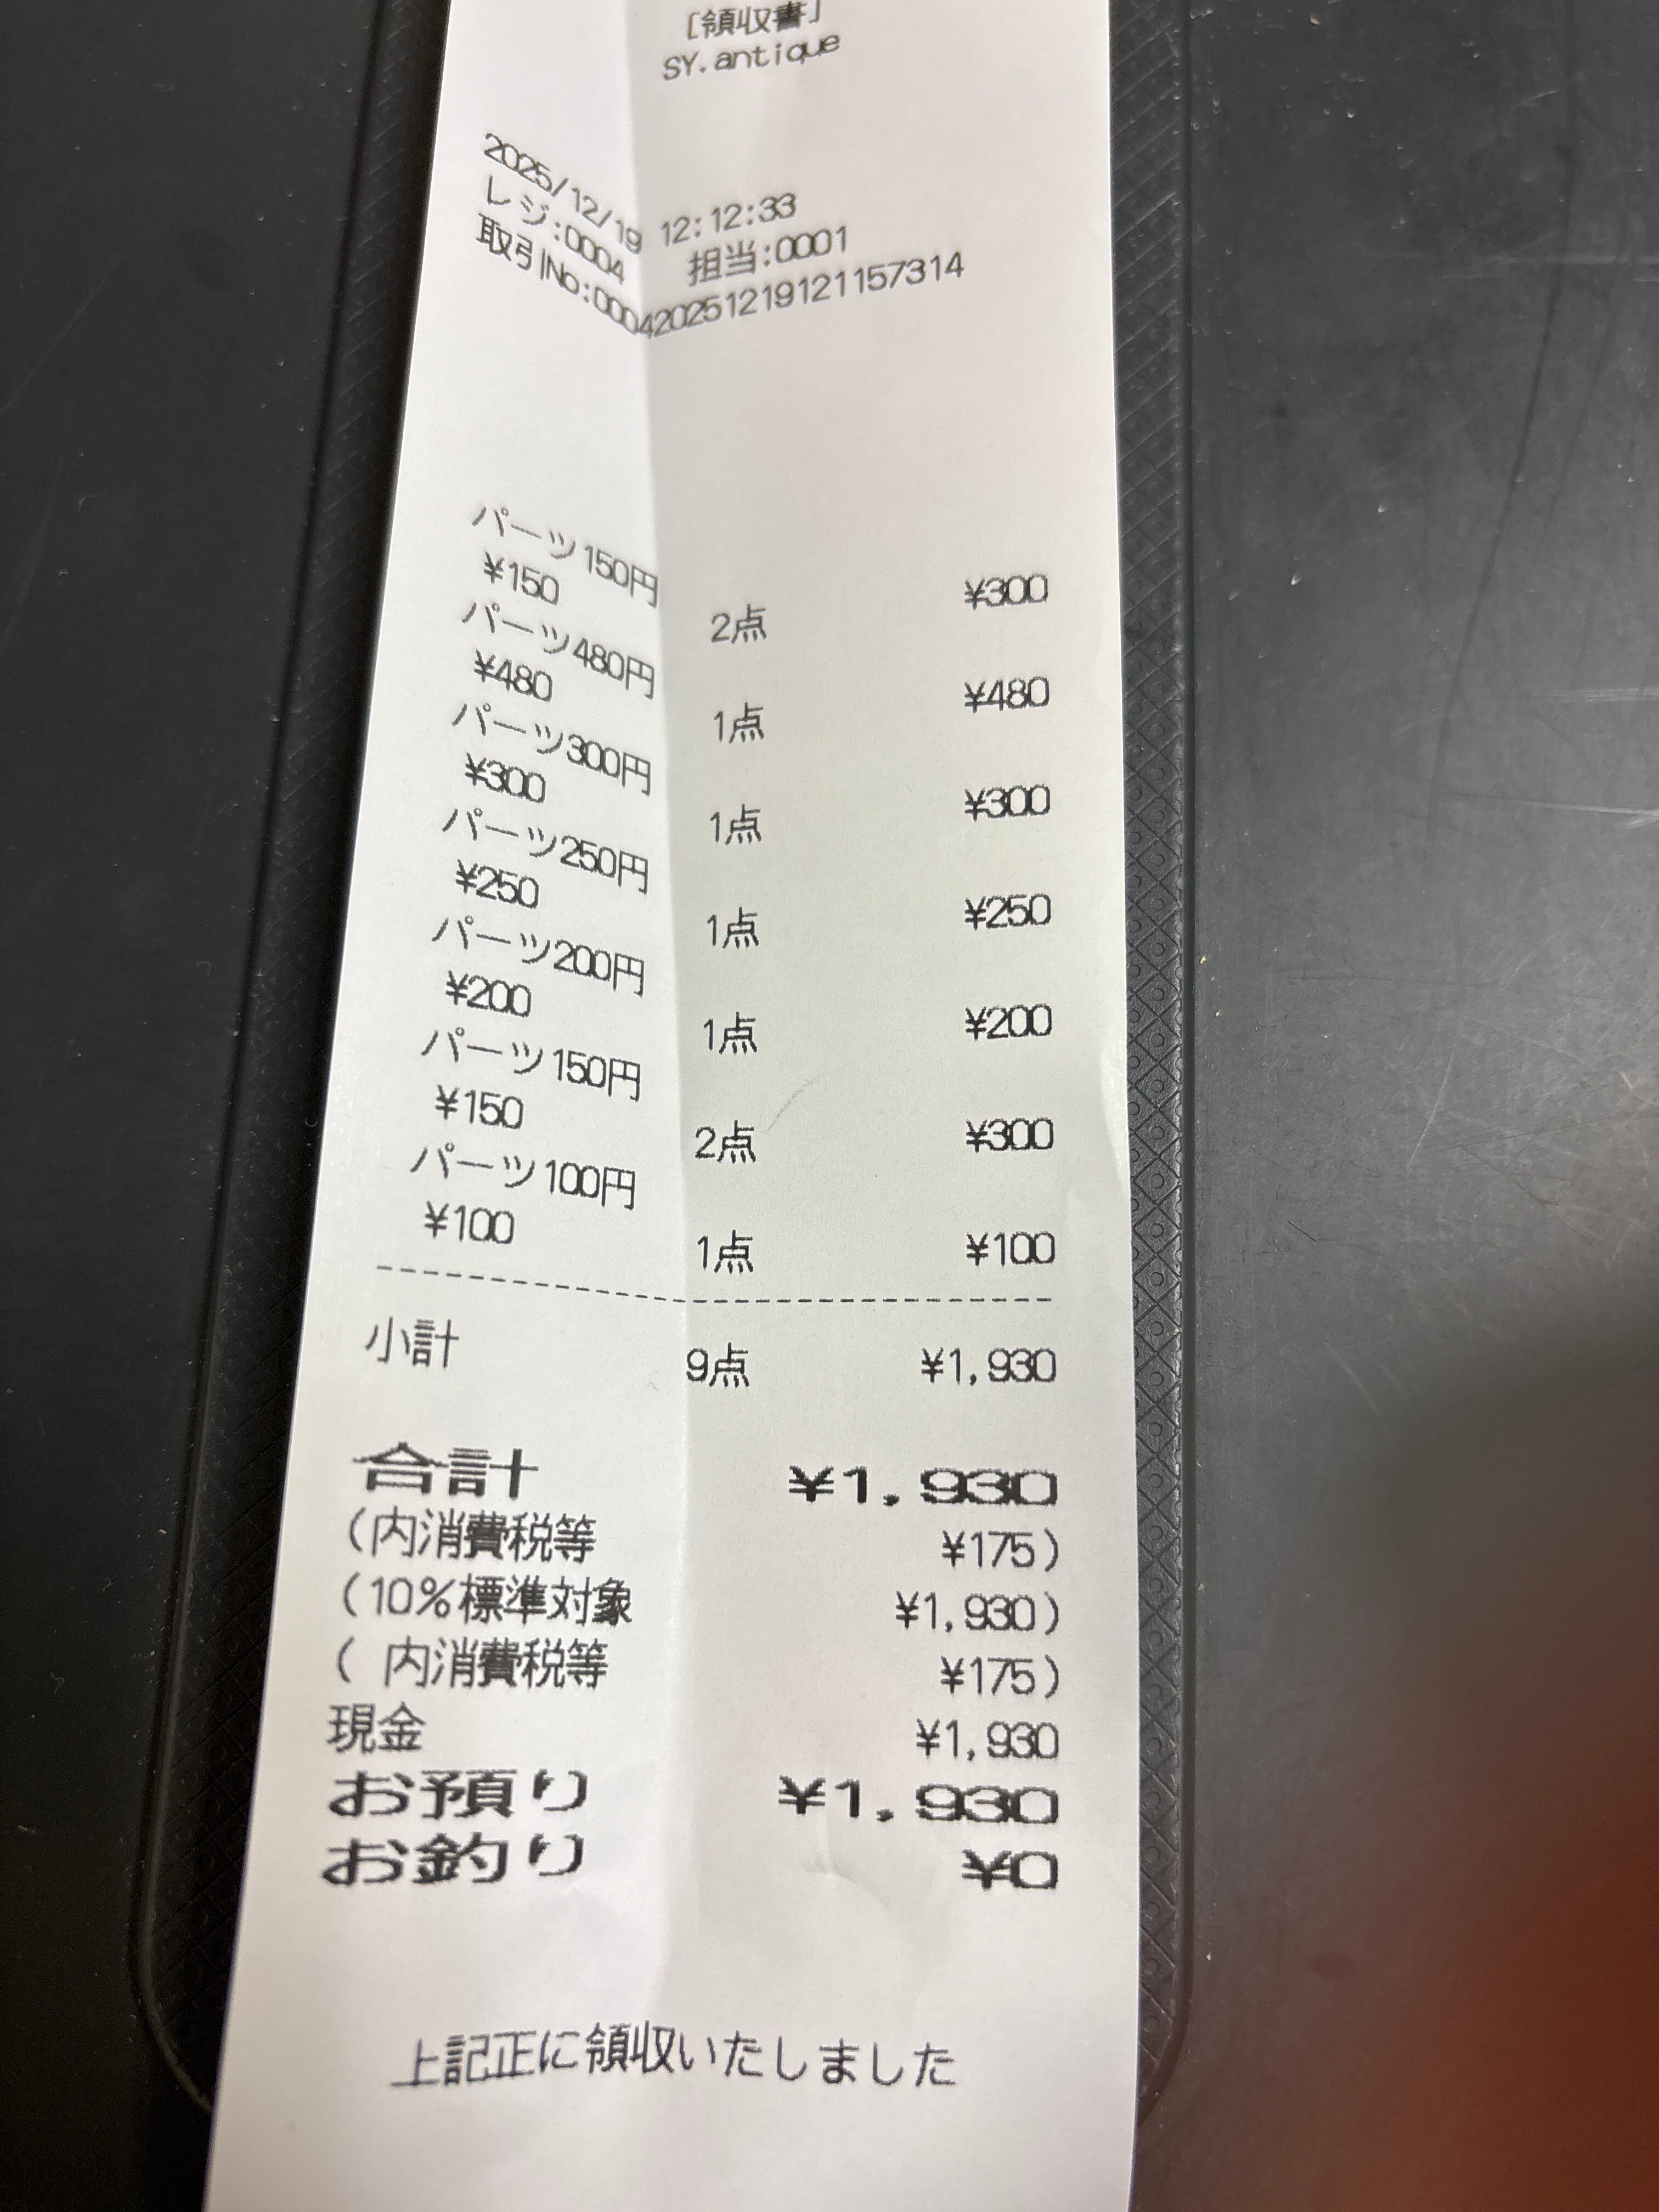 [領収書]
SY.antique
2025/12/19 12:12:33
レジ:0004 担当:0001
取引No:00042025121912115​7314
パーツ150円
¥150 2点 ¥300
パーツ480円
¥480 1点 ¥480
パーツ300円
¥300 1点 ¥300
パーツ250円
¥250 1点 ¥250
パーツ200円
¥200 1点 ¥200
パーツ150円
¥150 2点 ¥300
パーツ100円
¥100 1点 ¥100
小計 9点 ¥1,930
合計 ¥1,930
(内消費税等 ¥175)
(10%標準対象 ¥1,930)
( 内消費税等 ¥175)
現金 ¥1,930
お預り ¥1,930
お釣り ¥0
上記正に領収いたしました